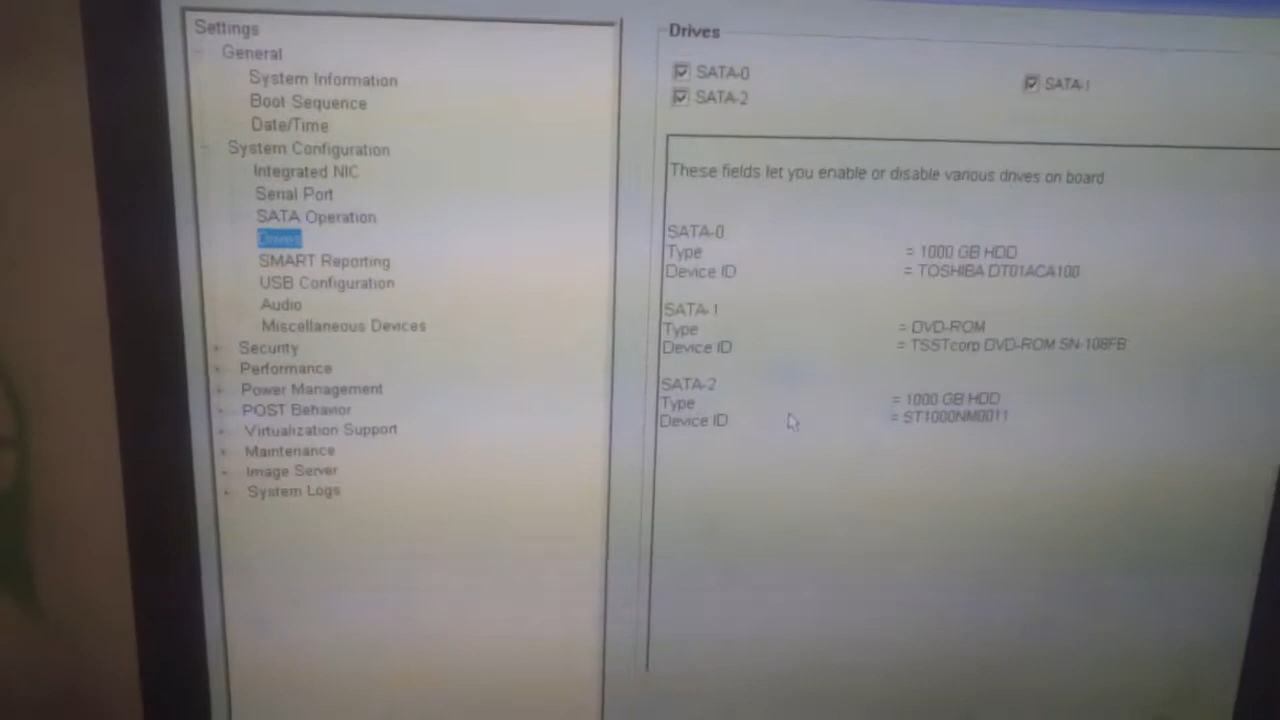 Settings
General
System Information
Boot Sequence
Date/Time
System Configuration
Integrated NIC
Serial Port
SATA Operation
Drives
SMART Reporting
USB Configuration
Audio
Miscellaneous Devices
Security
Performance
Power Management
POST Behavior
Virtualization Support
Maintenance
Image Server
System Logs
Drives
SATA-0
SATA-1
SATA-2
These fields let you enable or disable various drives on board
SATA-0
Type = 1000 GB HDD
Device ID = TOSHIBA DT01ACA100
SATA-1
Type = DVD-ROM
Device ID = TSSTcorp DVD-ROM SN-108FB
SATA-2
Type = 1000 GB HDD
Device ID = ST1000NM0011